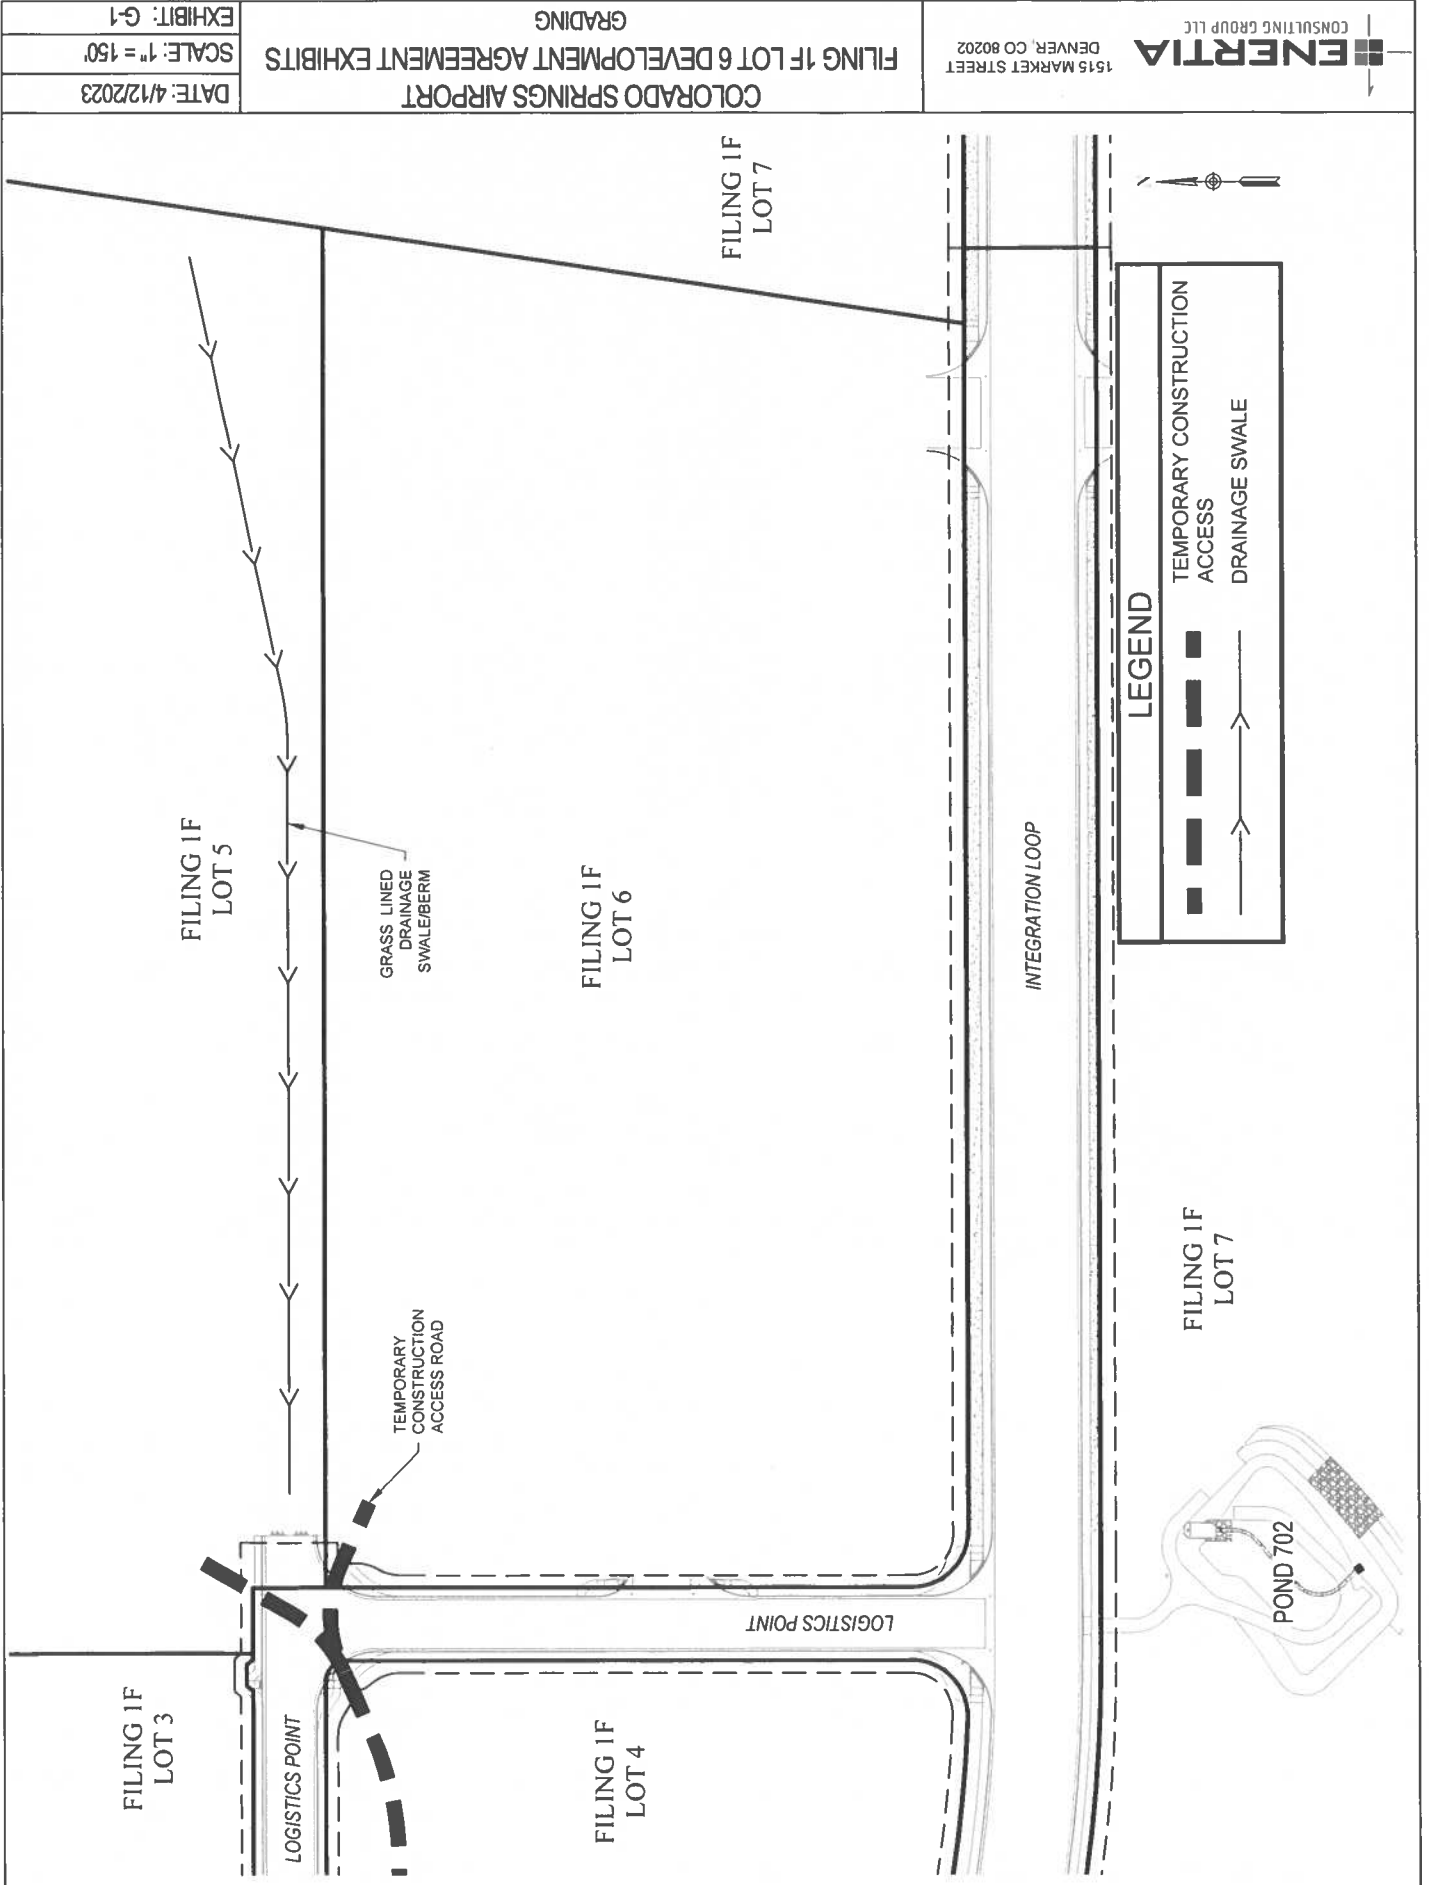 COLORADO SPRINGS AIRPORT
FILING 1F LOT 6 DEVELOPMENT AGREEMENT EXHIBITS
GRADING
DATE: 4/12/2023
SCALE: 1" = 150'
EXHIBIT: G-1
ENERTIA
CONSULTING GROUP LLC
1515 MARKET STREET
DENVER, CO 80202
FILING 1F
LOT 3
LOGISTICS POINT
FILING 1F
LOT 4
LOGISTICS POINT
TEMPORARY
CONSTRUCTION
ACCESS ROAD
FILING 1F
LOT 5
GRASS LINED
DRAINAGE
SWALE/BERM
FILING 1F
LOT 6
INTEGRATION LOOP
FILING 1F
LOT 7
FILING 1F
LOT 7
POND 702
LEGEND
TEMPORARY CONSTRUCTION
ACCESS
DRAINAGE SWALE